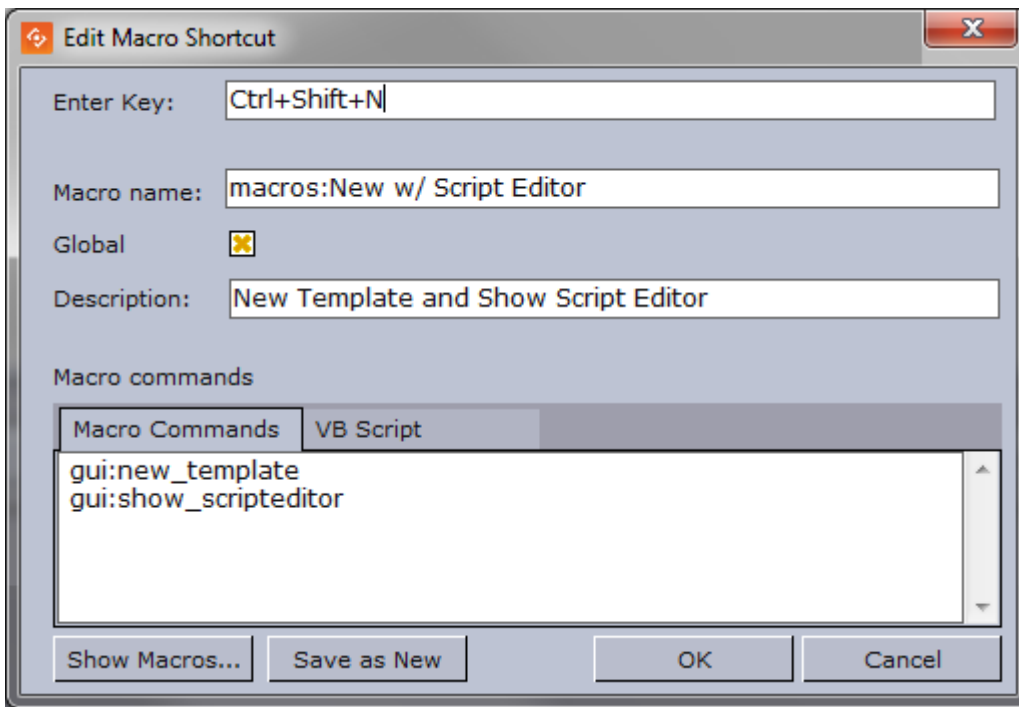 Edit Macro Shortcut
Enter Key: Ctrl+Shift+N
Macro name: macros:New w/ Script Editor
Global
Description: New Template and Show Script Editor
Macro commands
Macro Commands VB Script
gui:new_template
gui:show_scripteditor
Show Macros... Save as New OK Cancel